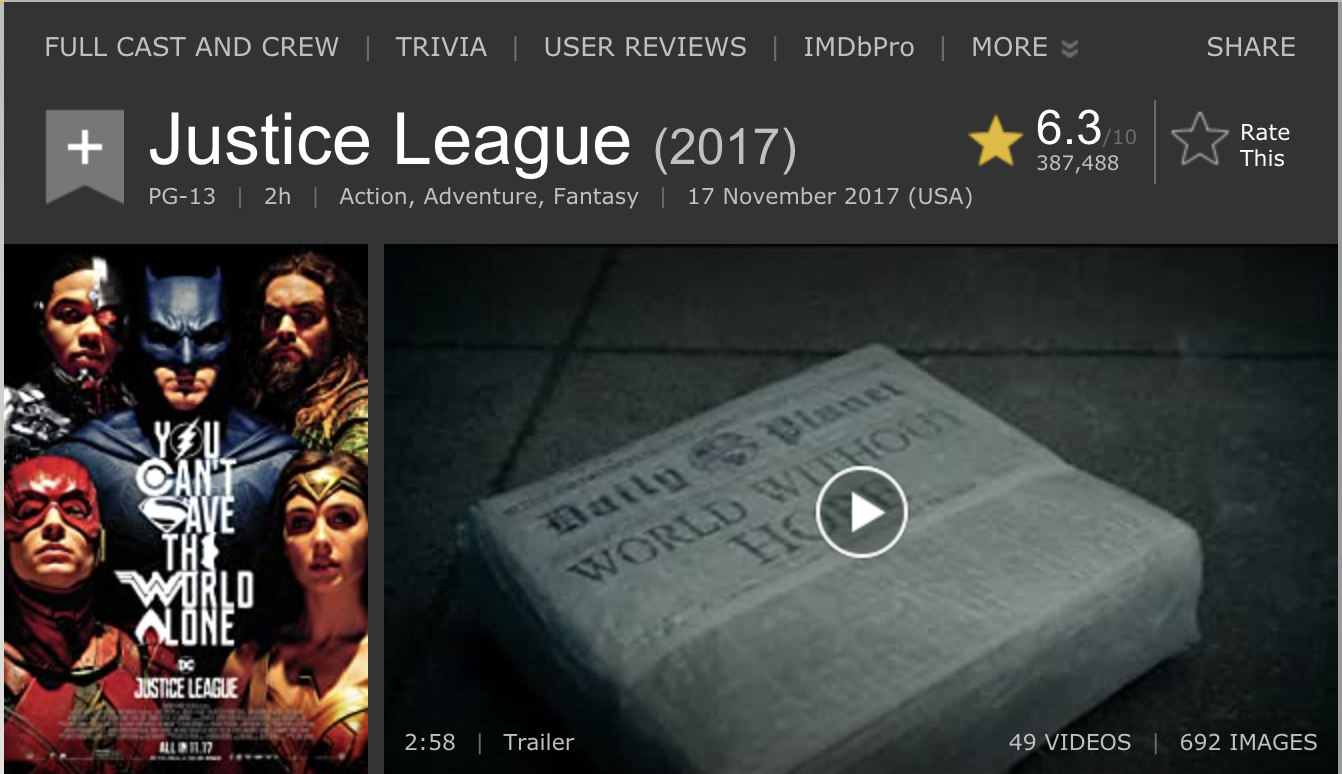 FULL CAST AND CREW | TRIVIA | USER REVIEWS | IMDbPro | MORE SHARE
+ Justice League (2017)
6.3/10
387,488
Rate
This
PG-13 | 2h | Action, Adventure, Fantasy | 17 November 2017 (USA)
YOU
CAN'T
SAVE
THE
WORLD
ALONE
DC
JUSTICE LEAGUE
ALL IN 11.17
Daily Planet
WORLD WITHOUT
2:58 | Trailer
49 VIDEOS | 692 IMAGES